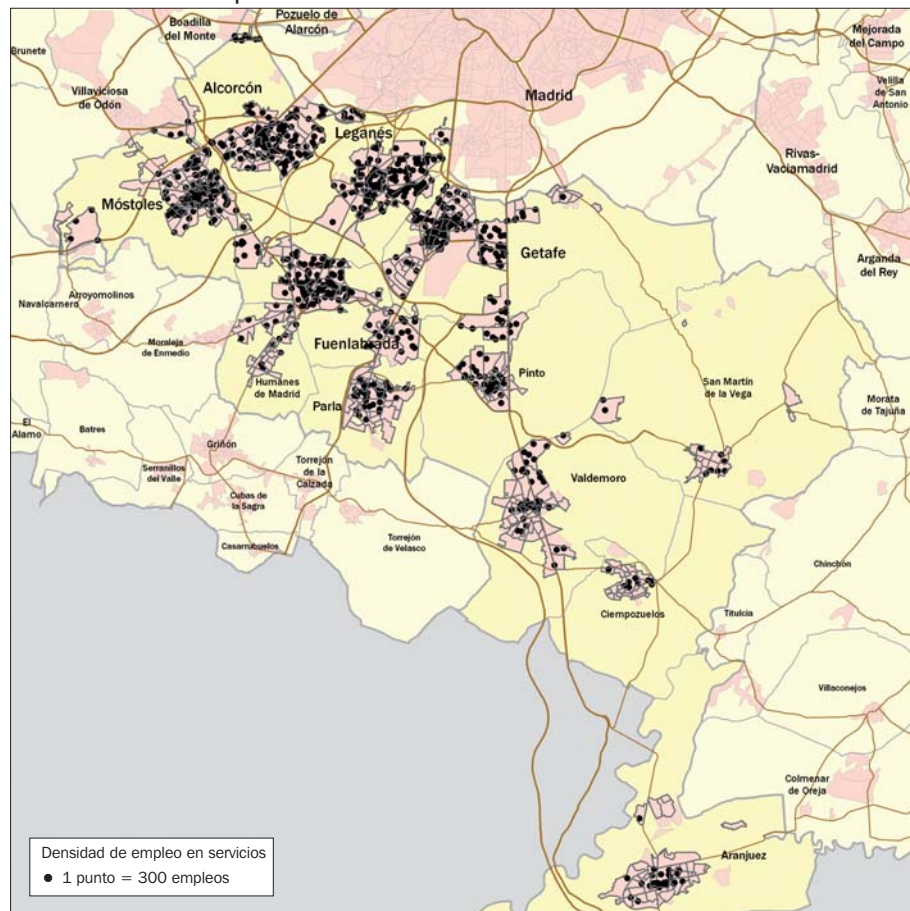 Boadilla
del Monte
Pozuelo de
Alarcón
Mejorada
del Campo
Brunete
Villaviciosa
de Odón
Alcorcón
Madrid
Velilla
de San
Antonio
Leganés
Rivas-
Vaciamadrid
Móstoles
Getafe
Arganda
del Rey
Navalcarnero
Arroyomolinos
Moraleja
de Enmedio
Fuenlabrada
Humanes
de Madrid
Pinto
San Martín
de la Vega
Parla
Morata
de Tajuña
El
Alamo
Batres
Griñón
Serranillos
del Valle
Torrejón
de la
Calzada
Valdemoro
Cubas de
la Sagra
Casarrubuelos
Torrejón
de Velasco
Chinchón
Ciempozuelos
Titulcia
Villaconejos
Colmenar
de Oreja
Aranjuez
Densidad de empleo en servicios
1 punto = 300 empleos